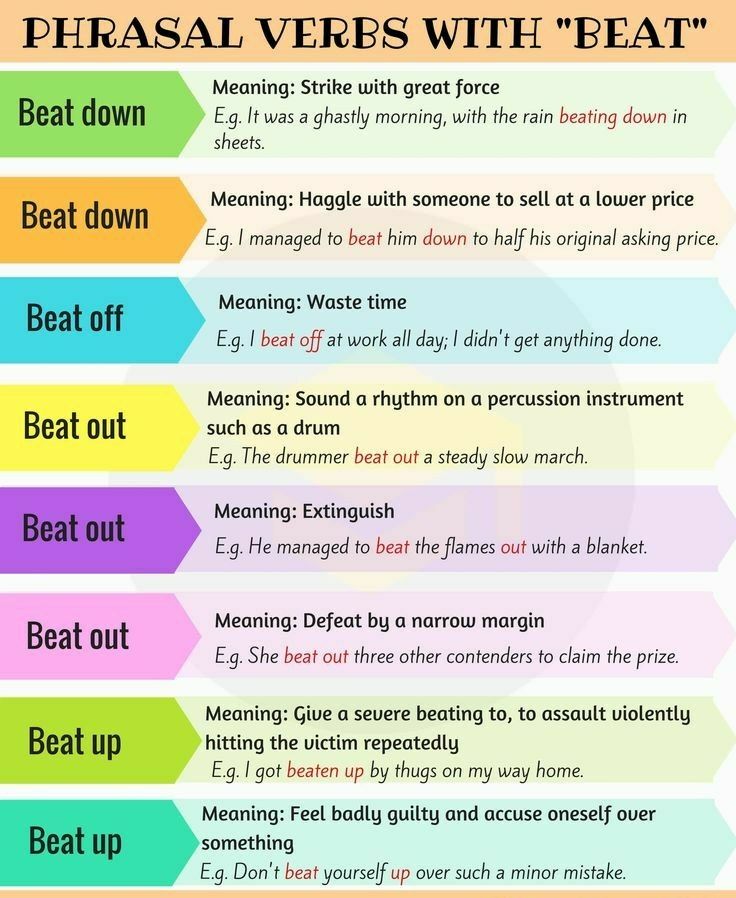 PHRASAL VERBS WITH "BEAT"
Beat down
Meaning: Strike with great force
E.g. It was a ghastly morning, with the rain beating down in
sheets.
Beat down
Meaning: Haggle with someone to sell at a lower price
E.g. I managed to beat him down to half his original asking price.
Beat off
Meaning: Waste time
E.g. I beat off at work all day; I didn't get anything done.
Beat out
Meaning: Sound a rhythm on a percussion instrument
such as a drum
E.g. The drummer beat out a steady slow march.
Beat out
Meaning: Extinguish
E.g. He managed to beat the flames out with a blanket.
Beat out
Meaning: Defeat by a narrow margin
E.g. She beat out three other contenders to claim the prize.
Beat up
Meaning: Give a severe beating to, to assault violently
hitting the victim repeatedly
E.g. I got beaten up by thugs on my way home.
Beat up
Meaning: Feel badly guilty and accuse oneself over
something
E.g. Don't beat yourself up over such a minor mistake.